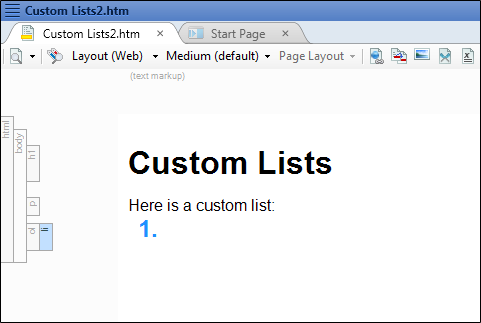 Custom Lists2.htm
Custom Lists2.htm × Start Page ×
Layout (Web) Medium (default) Page Layout
(text markup)
html
body
h1
p
ol
li
Custom Lists
Here is a custom list:
1.